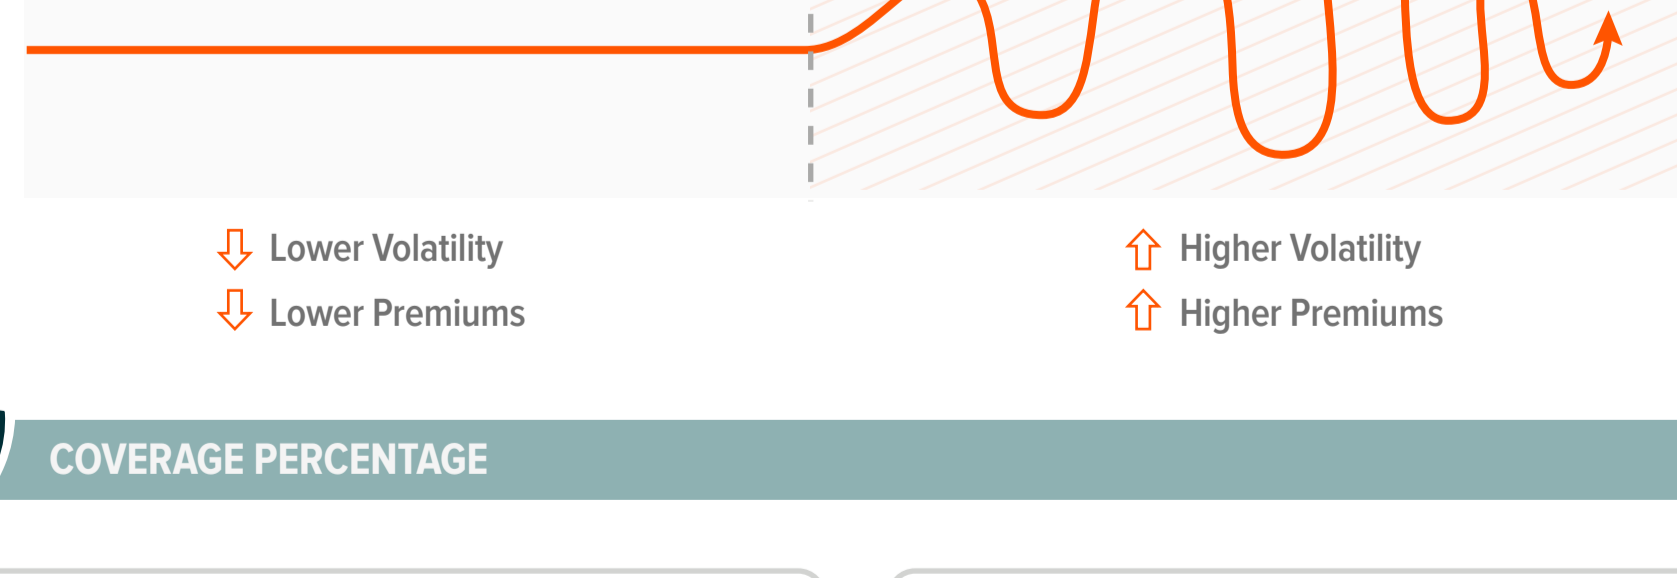 Lower Volatility
Lower Premiums
Higher Volatility
Higher Premiums
COVERAGE PERCENTAGE